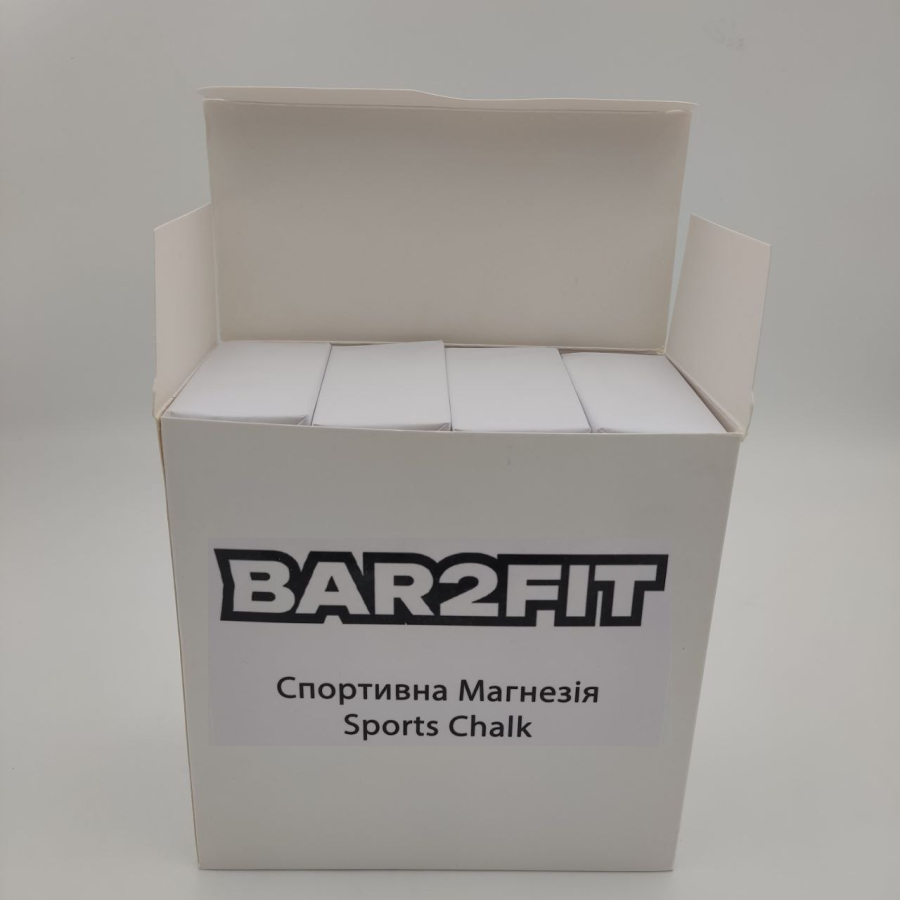 BAR2FIT
Спортивна Магнезія
Sports Chalk